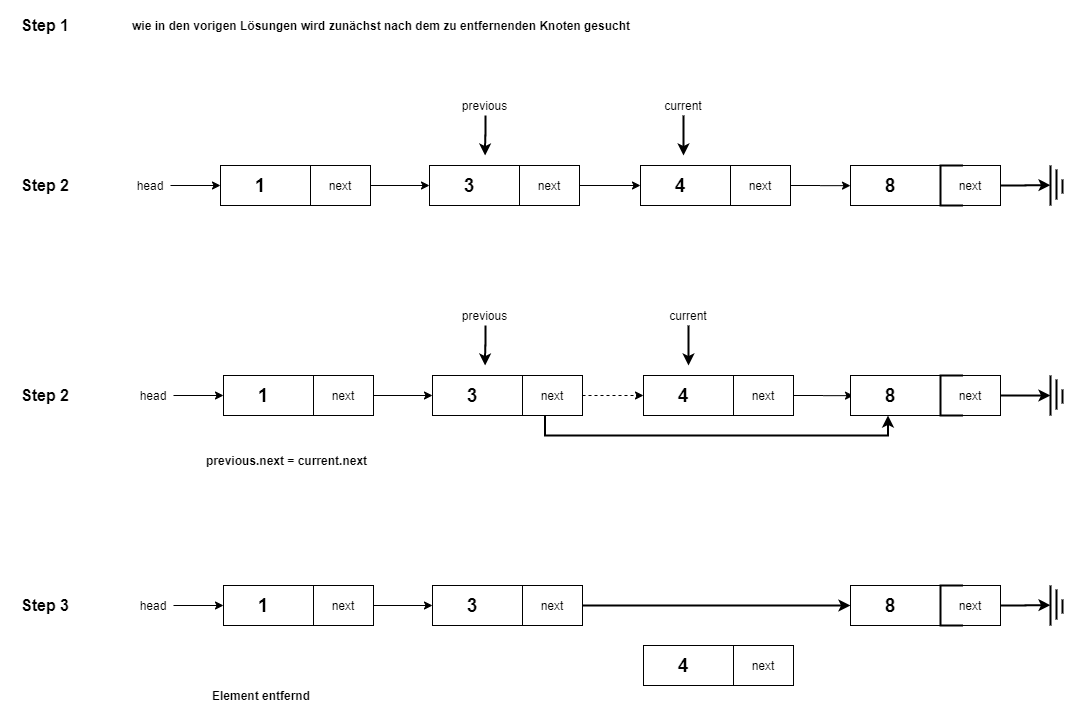 Step 1 wie in den vorigen Lösungen wird zunächst nach dem zu entfernenden Knoten gesucht
previous current
Step 2 head 1 next 3 next 4 next 8 next
previous current
Step 2 head 1 next 3 next 4 next 8 next
previous.next = current.next
Step 3 head 1 next 3 next 8 next
4 next
Element entfernd